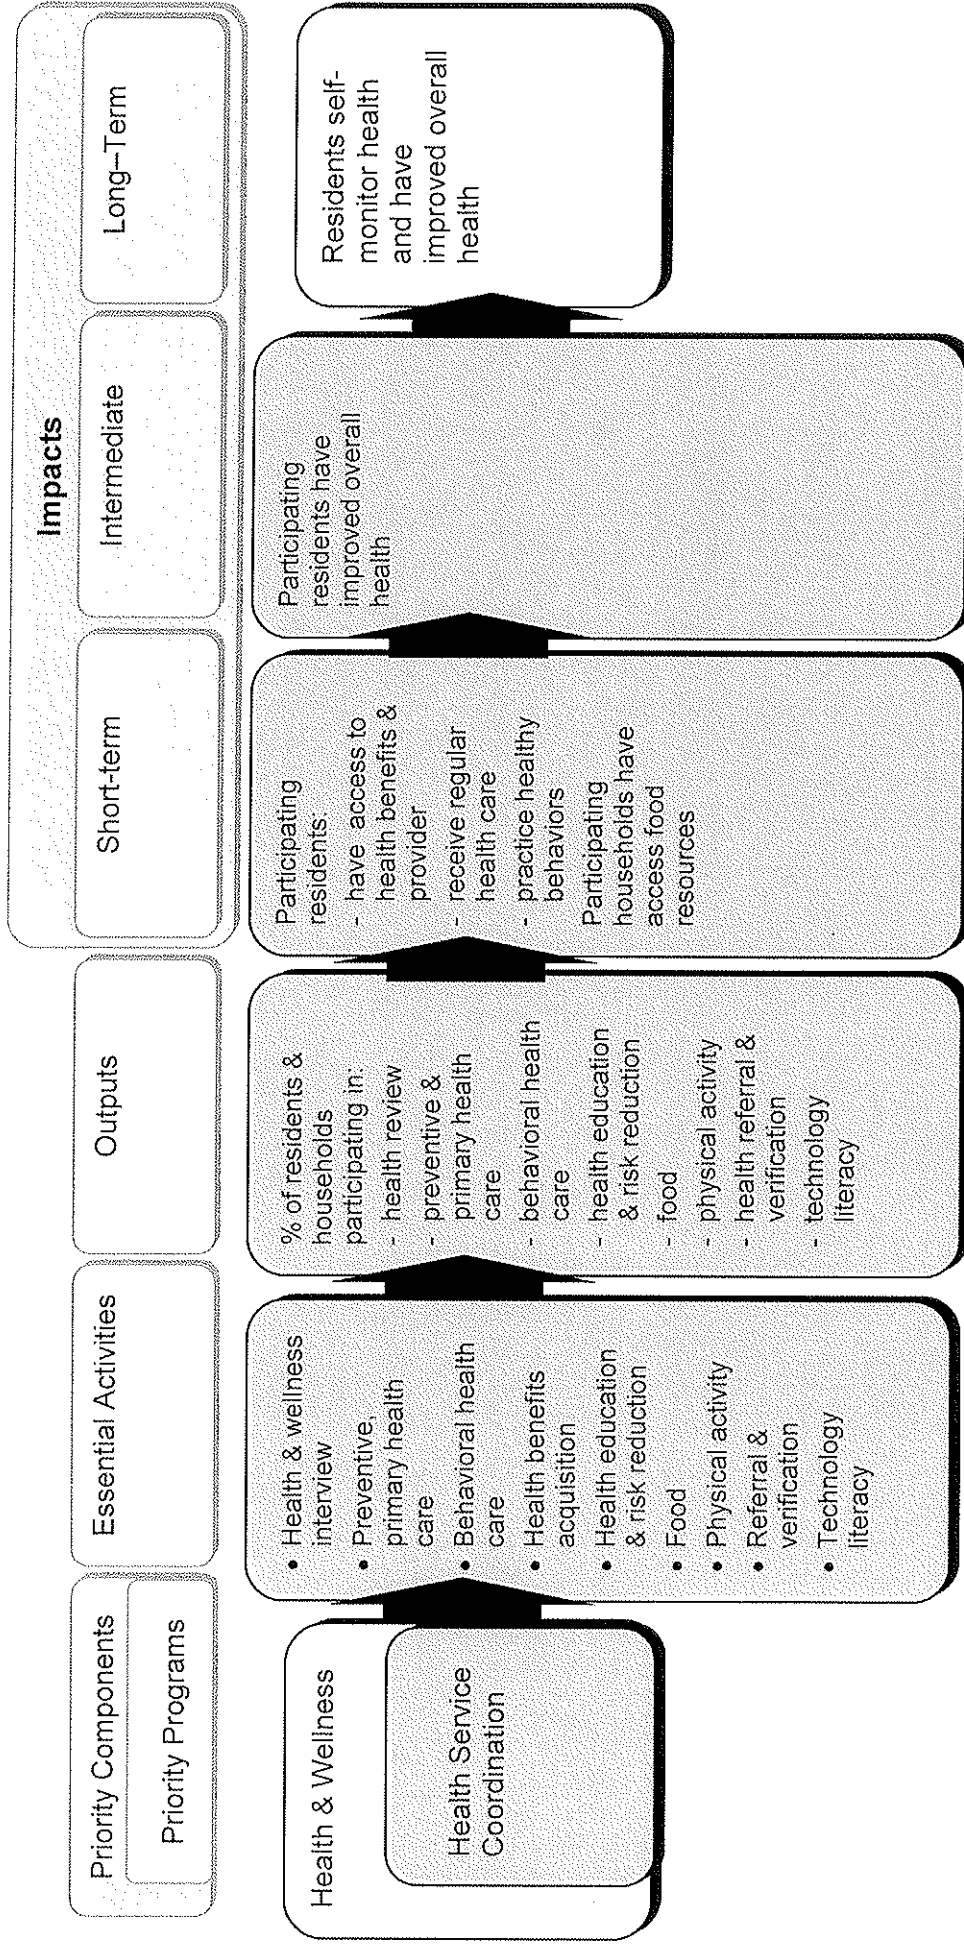 Impacts
Priority Components
Priority Programs
Essential Activities
Outputs
Short-term
Intermediate
Long–Term
Health & Wellness
Health Service
Coordination
• Health & wellness
interview
• Preventive,
primary health
care
• Behavioral health
care
• Health benefits
acquisition
• Health education
& risk reduction
• Food
• Physical activity
• Referral &
verification
• Technology
literacy
% of residents &
households
participating in:
- health review
- preventive &
primary health
care
- behavioral health
care
- health education
& risk reduction
- food
- physical activity
- health referral &
verification
- technology
literacy
Participating
residents
- have access to
health benefits &
provider
- receive regular
health care
- practice healthy
behaviors
Participating
households have
access food
resources
Participating
residents have
improved overall
health
Residents self-
monitor health
and have
improved overall
health